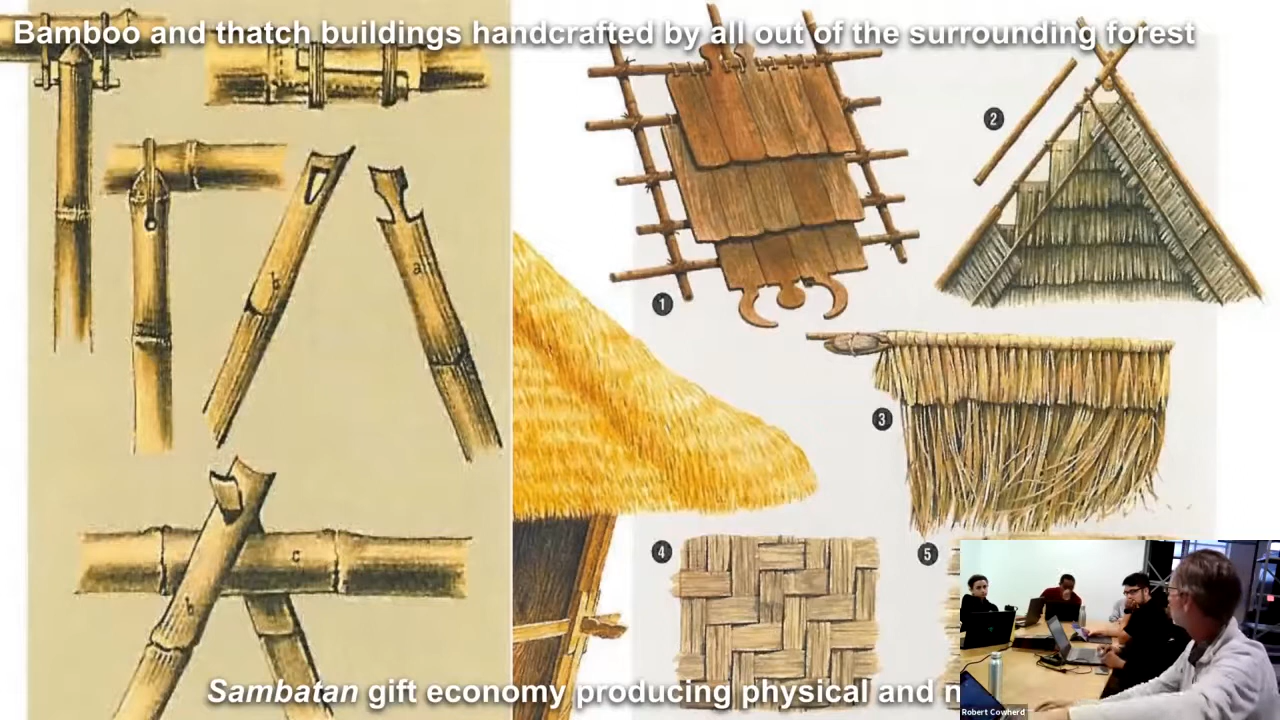 Bamboo and thatch buildings handcrafted by all out of the surrounding forest
b
a
1
2
3
c
b
4
5
Sambatan gift economy producing physical and
Robert Cowherd